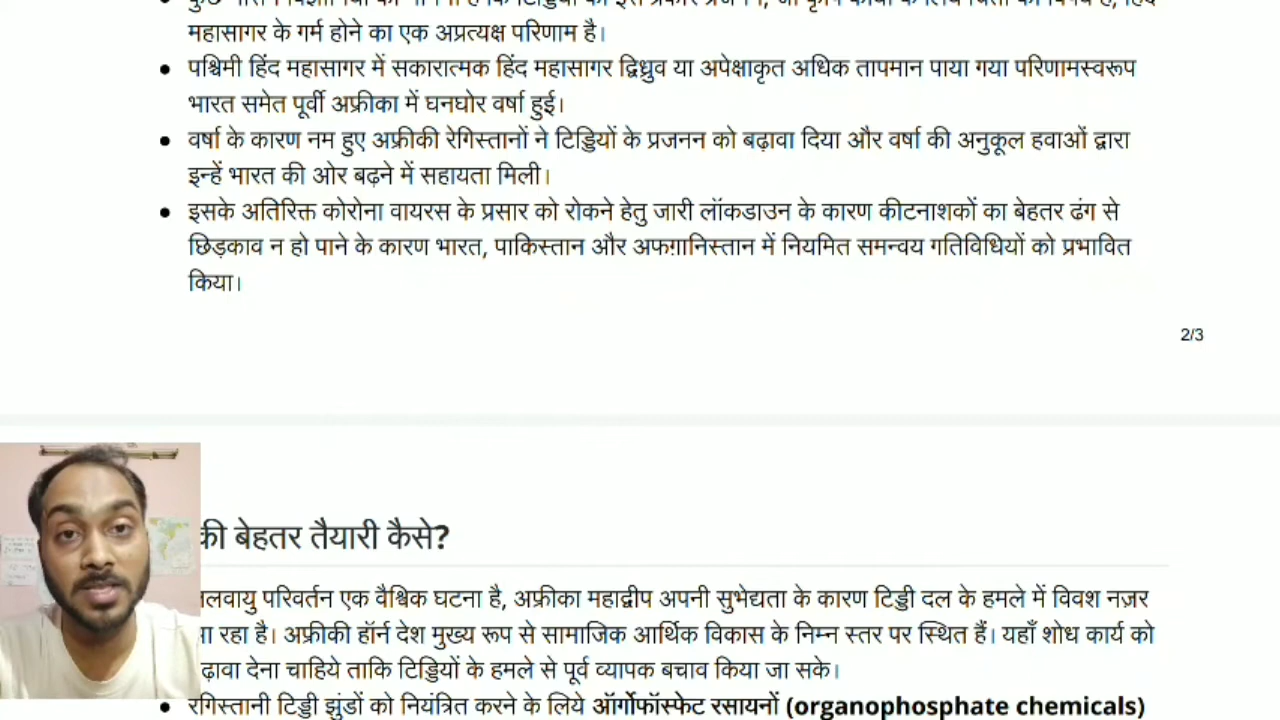 महासागर के गर्म होने का एक अप्रत्यक्ष परिणाम है।
पश्चिमी हिंद महासागर में सकारात्मक हिंद महासागर द्विध्रुव या अपेक्षाकृत अधिक तापमान पाया गया परिणामस्वरूप
भारत समेत पूर्वी अफ्रीका में घनघोर वर्षा हुई।
वर्षा के कारण नम हुए अफ्रीकी रेगिस्तानों ने टिड्डियों के प्रजनन को बढ़ावा दिया और वर्षा की अनुकूल हवाओं द्वारा
इन्हें भारत की ओर बढ़ने में सहायता मिली।
इसके अतिरिक्त कोरोना वायरस के प्रसार को रोकने हेतु जारी लॉकडाउन के कारण कीटनाशकों का बेहतर ढंग से
छिड़काव न हो पाने के कारण भारत, पाकिस्तान और अफग़ानिस्तान में नियमित समन्वय गतिविधियों को प्रभावित
किया।
2/3
की बेहतर तैयारी कैसे?
परिवर्तन एक वैश्विक घटना है, अफ्रीका महाद्वीप अपनी सुभेद्यता के कारण टिड्डी दल के हमले में विवश नज़र
रहा है। अफ्रीकी हॉर्न देश मुख्य रूप से सामाजिक आर्थिक विकास के निम्न स्तर पर स्थित हैं। यहाँ शोध कार्य को
देना चाहिये ताकि टिड्डियों के हमले से पूर्व व्यापक बचाव किया जा सके।
रेगिस्तानी टिड्डी झुंडों को नियंत्रित करने के लिये ऑर्गोफॉस्फेट रसायनों (organophosphate chemicals)